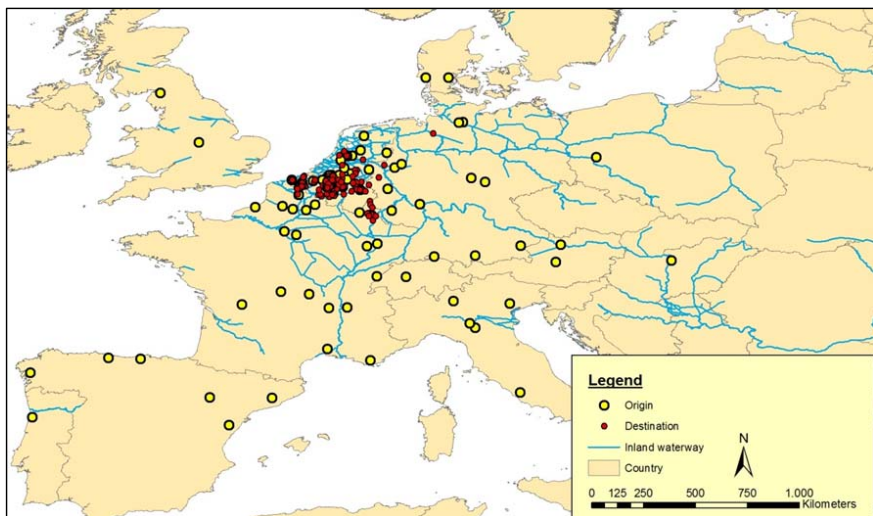 Legend
Origin
Destination
Inland waterway
Country
N
0 125 250 500 750 1.000
Kilometers